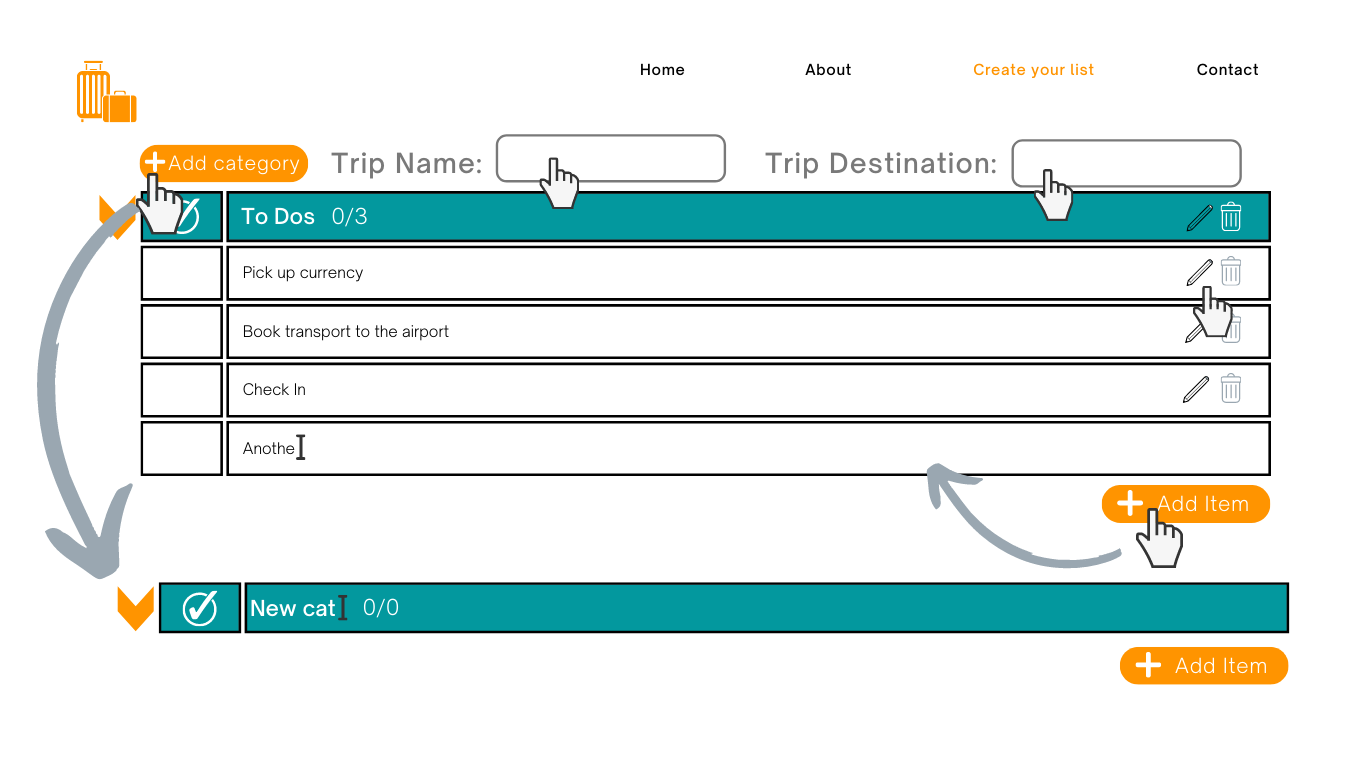 Home About Create your list Contact
Add category Trip Name: Trip Destination:
To Dos 0/3
Pick up currency
Book transport to the airport
Check In
Anothe
Add Item
New cat 0/0
Add Item